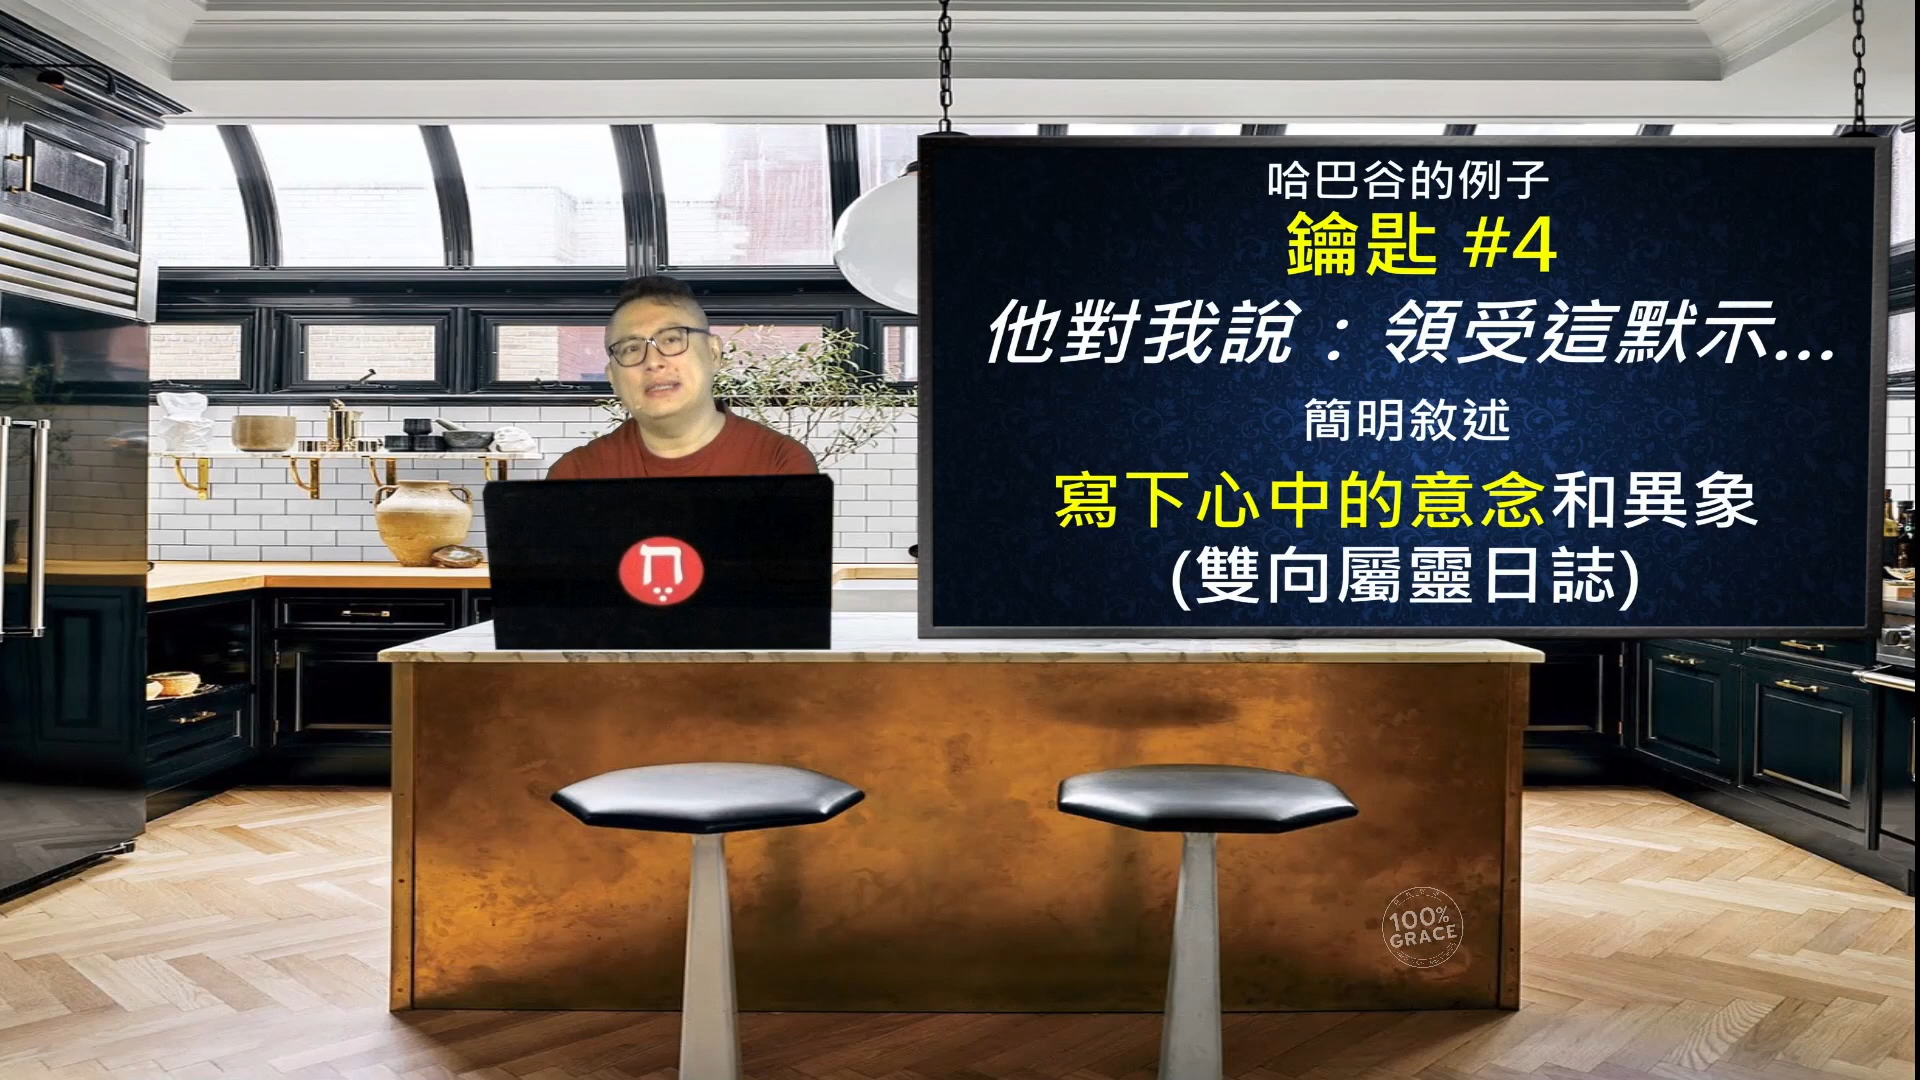 哈巴谷的例子
鑰匙 #4
他對我說：領受這默示...
簡明敘述
寫下心中的意念和異象
(雙向屬靈日誌)
ח
100%
GRACE